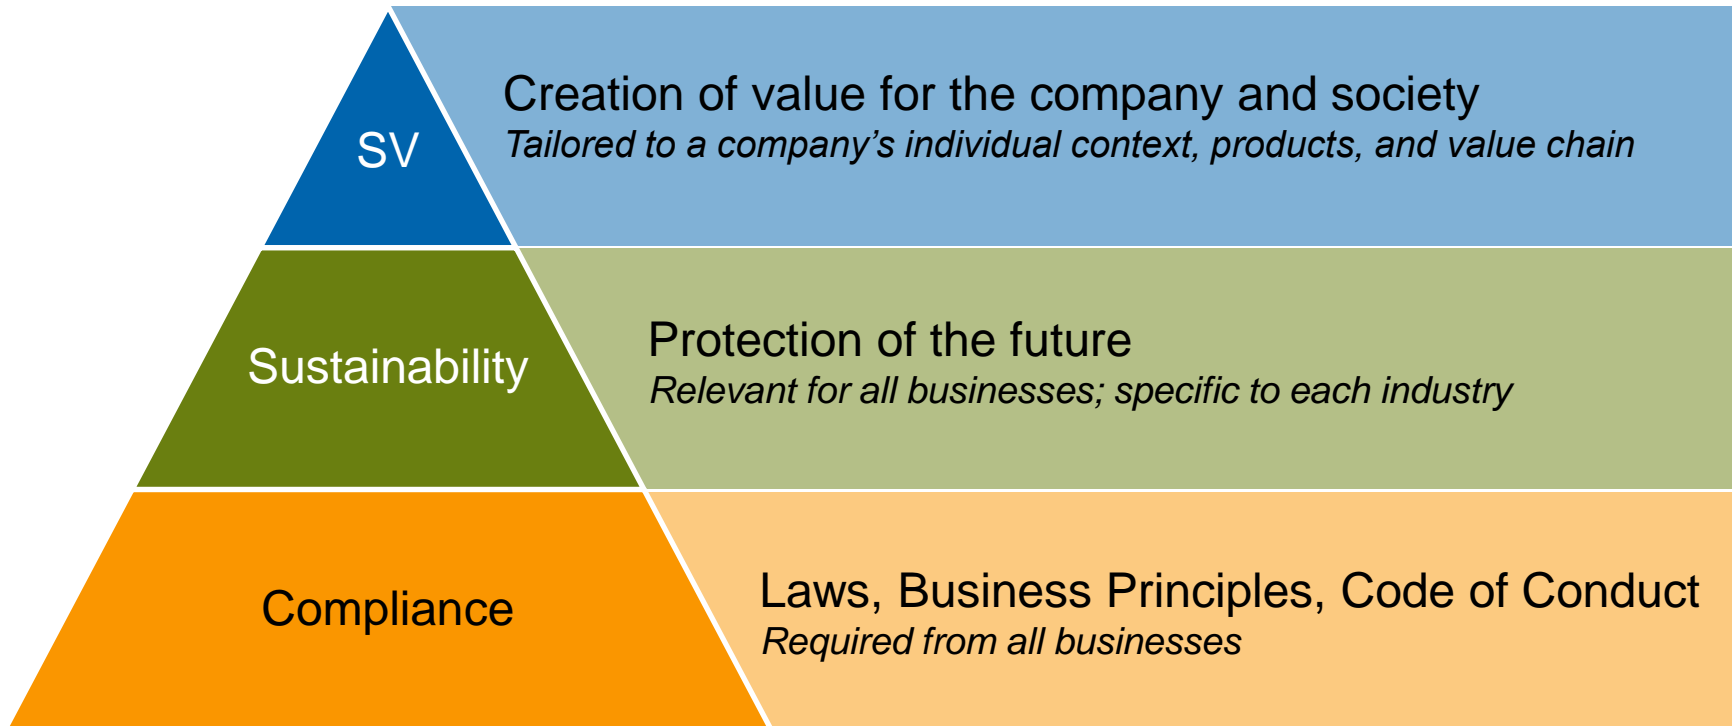 SV
Creation of value for the company and society
Tailored to a company's individual context, products, and value chain
Sustainability
Protection of the future
Relevant for all businesses; specific to each industry
Compliance
Laws, Business Principles, Code of Conduct
Required from all businesses